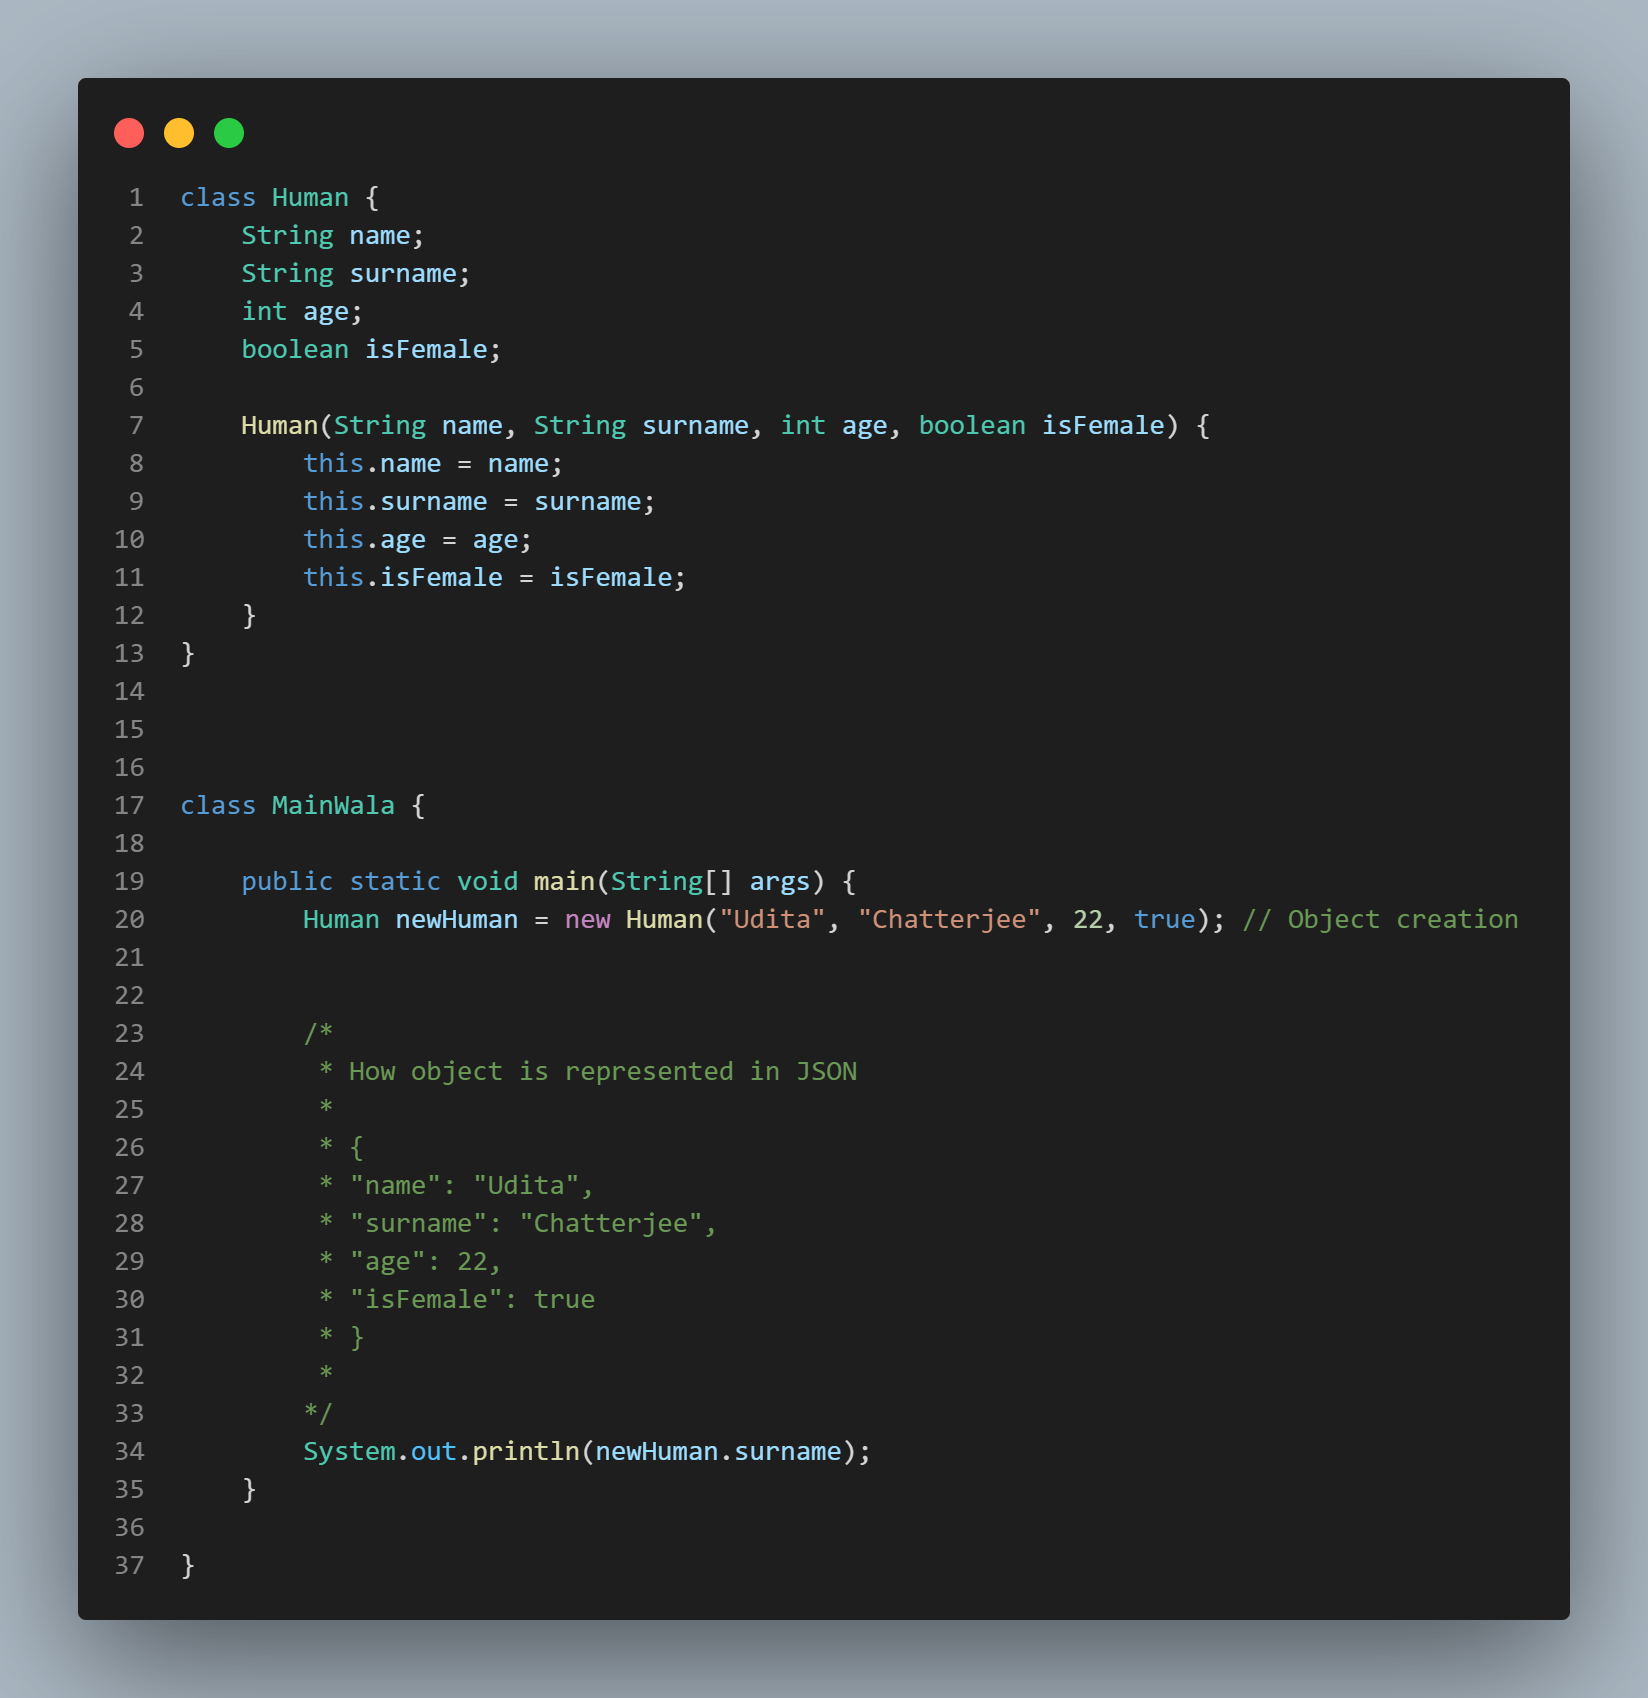 1 class Human {
2     String name;
3     String surname;
4     int age;
5     boolean isFemale;
6
7     Human(String name, String surname, int age, boolean isFemale) {
8         this.name = name;
9         this.surname = surname;
10         this.age = age;
11         this.isFemale = isFemale;
12     }
13 }
14
15
16
17 class MainWala {
18
19     public static void main(String[] args) {
20         Human newHuman = new Human("Udita", "Chatterjee", 22, true); // Object creation
21
22
23         /*
24          * How object is represented in JSON
25          *
26          * {
27          * "name": "Udita",
28          * "surname": "Chatterjee",
29          * "age": 22,
30          * "isFemale": true
31          * }
32          *
33         */
34         System.out.println(newHuman.surname);
35     }
36
37 }